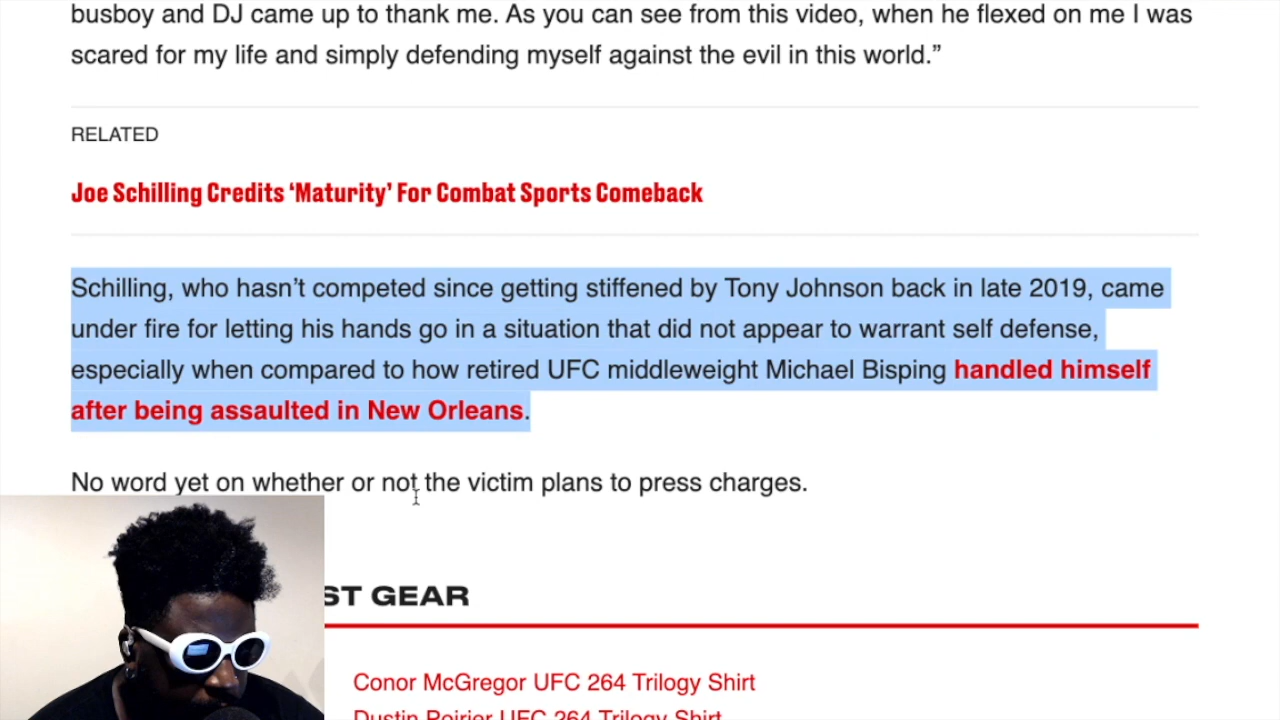 busboy and DJ came up to thank me. As you can see from this video, when he flexed on me I was
scared for my life and simply defending myself against the evil in this world.”
RELATED
Joe Schilling Credits ‘Maturity’ For Combat Sports Comeback
Schilling, who hasn’t competed since getting stiffened by Tony Johnson back in late 2019, came
under fire for letting his hands go in a situation that did not appear to warrant self defense,
especially when compared to how retired UFC middleweight Michael Bisping handled himself
after being assaulted in New Orleans.
No word yet on whether or not the victim plans to press charges.
ST GEAR
Conor McGregor UFC 264 Trilogy Shirt
Dustin Poirier UFC 264 Trilogy Shirt